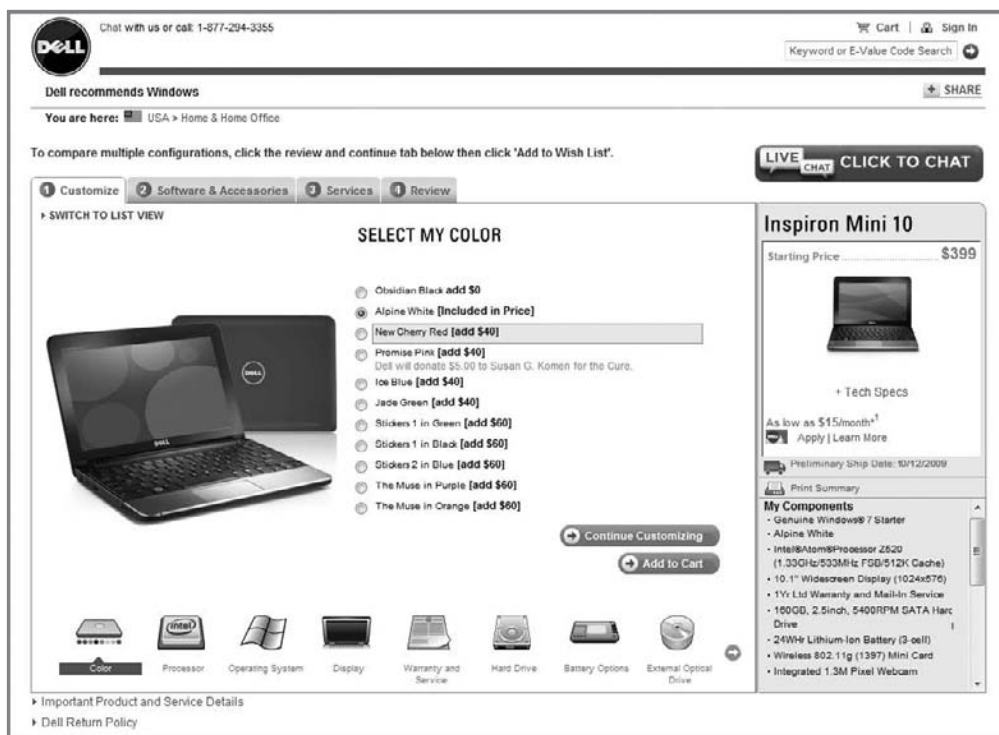 DELL
Chat with us or call: 1-877-294-3355
Cart | Sign In
Keyword or E-Value Code Search
Dell recommends Windows
+ SHARE
You are here: USA > Home & Home Office
To compare multiple configurations, click the review and continue tab below then click 'Add to Wish List'.
LIVE CHAT CLICK TO CHAT
1 Customize 2 Software & Accessories 3 Services 4 Review
SWITCH TO LIST VIEW
SELECT MY COLOR
Obsidian Black add $0
Alpine White [Included in Price]
New Cherry Red [add $40]
Promise Pink [add $40]
Dell will donate $5.00 to Susan G. Komen for the Cure.
Ice Blue [add $40]
Jade Green [add $40]
Stickers 1 in Green [add $60]
Stickers 1 in Black [add $60]
Stickers 2 in Blue [add $60]
The Muse in Purple [add $60]
The Muse in Orange [add $60]
Continue Customizing
Add to Cart
DELL
DELL
Color
Processor
Operating System
Display
Warranty and
Service
Hard Drive
Battery Options
External Optical
Drive
(intel)
Inspiron Mini 10
Starting Price ........................ $399
+ Tech Specs
As low as $15/month*1
Apply | Learn More
Preliminary Ship Date: 10/12/2009
Print Summary
My Components
- Genuine Windows® 7 Starter
- Alpine White
- Intel®Atom®Processor Z520
(1.33GHz/533MHz FSB/512K Cache)
- 10.1" Widescreen Display (1024x576)
- 1Yr Ltd Warranty and Mail-In Service
- 160GB, 2.5inch, 5400RPM SATA Hard
Drive
- 24WHr Lithium-Ion Battery (3-cell)
- Wireless 802.11g (1397) Mini Card
- Integrated 1.3M Pixel Webcam
Important Product and Service Details
Dell Return Policy